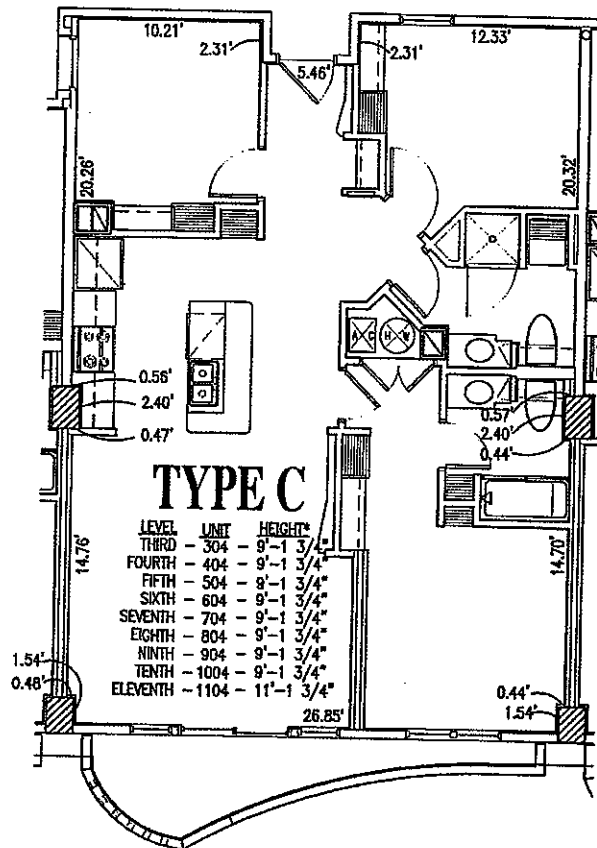 10.21'
2.31'
5.46'
2.31'
12.33'
20.26'
20.32'
A/C
H/W
0.56'
2.40'
0.47'
0.57'
2.40'
0.44'
TYPE C
LEVEL UNIT HEIGHT*
THIRD - 304 - 9'-1 3/4"
FOURTH - 404 - 9'-1 3/4"
FIFTH - 504 - 9'-1 3/4"
SIXTH - 604 - 9'-1 3/4"
SEVENTH - 704 - 9'-1 3/4"
EIGHTH - 804 - 9'-1 3/4"
NINTH - 904 - 9'-1 3/4"
TENTH - 1004 - 9'-1 3/4"
ELEVENTH - 1104 - 11'-1 3/4"
14.76'
14.70'
1.54'
0.48'
26.85'
0.44'
1.54'